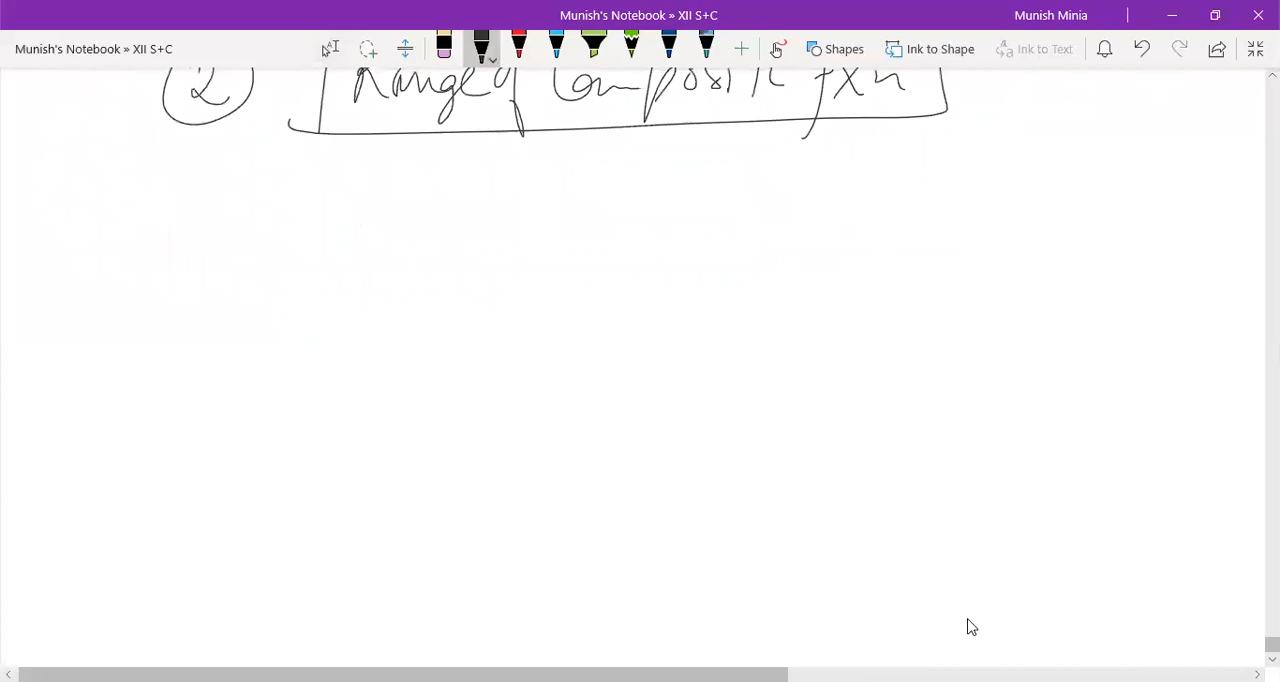 Munish's Notebook » XII S+C
Munish Minia
Munish's Notebook » XII S+C
Shapes
Ink to Shape
Ink to Text
2 Range of Composite fxn